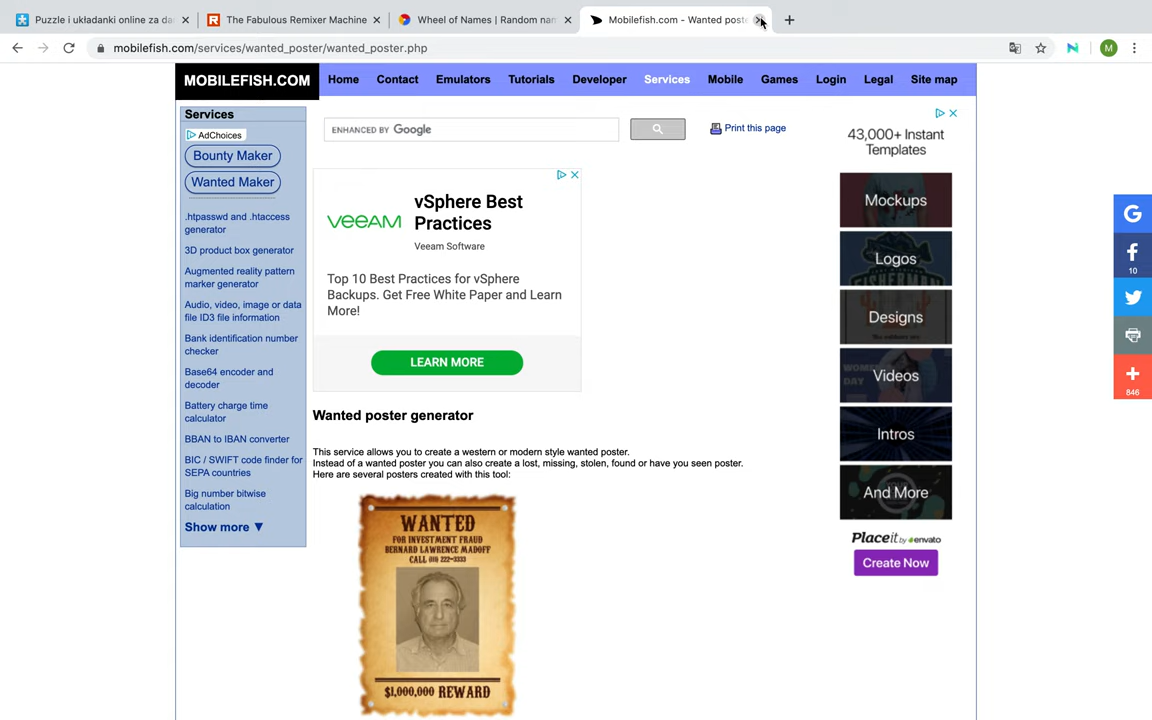 Puzzle i układanki online za da
The Fabulous Remixer Machine
Wheel of Names | Random nam
Mobilefish.com - Wanted poste
mobilefish.com/services/wanted_poster/wanted_poster.php
M
MOBILEFISH.COM
Home Contact Emulators Tutorials Developer Services Mobile Games Login Legal Site map
Services
AdChoices
Bounty Maker
Wanted Maker
.htpasswd and .htaccess
generator
3D product box generator
Augmented reality pattern
marker generator
Audio, video, image or data
file ID3 file information
Bank identification number
checker
Base64 encoder and
decoder
Battery charge time
calculator
BBAN to IBAN converter
BIC / SWIFT code finder for
SEPA countries
Big number bitwise
calculation
Show more ▼
ENHANCED BY Google
Print this page
VEEAM
vSphere Best
Practices
Veeam Software
Top 10 Best Practices for vSphere
Backups. Get Free White Paper and Learn
More!
LEARN MORE
Wanted poster generator
This service allows you to create a western or modern style wanted poster.
Instead of a wanted poster you can also create a lost, missing, stolen, found or have you seen poster.
Here are several posters created with this tool:
WANTED
FOR INVESTMENT FRAUD
BERNARD LAWRENCE MADOFF
CALL (111) 222-3333
$1,000,000 REWARD
43,000+ Instant
Templates
Mockups
Logos
Designs
Videos
Intros
And More
Placeit by envato
Create Now
G
f
10
846